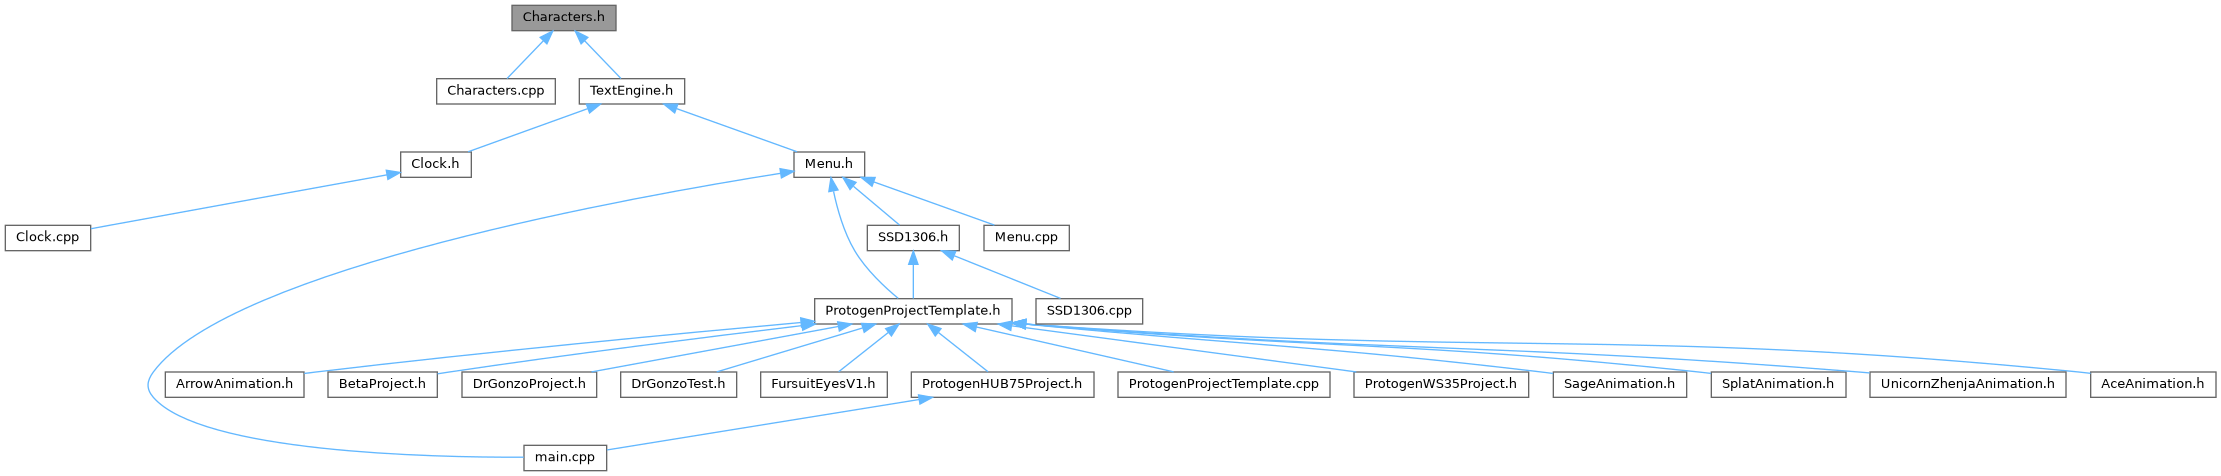 Characters.h
Characters.cpp
TextEngine.h
Clock.h
Menu.h
Clock.cpp
SSD1306.h
Menu.cpp
ProtogenProjectTemplate.h
SSD1306.cpp
ArrowAnimation.h
BetaProject.h
DrGonzoProject.h
DrGonzoTest.h
FursuitEyesV1.h
ProtogenHUB75Project.h
ProtogenProjectTemplate.cpp
ProtogenWS35Project.h
SageAnimation.h
SplatAnimation.h
UnicornZhenjaAnimation.h
AceAnimation.h
main.cpp